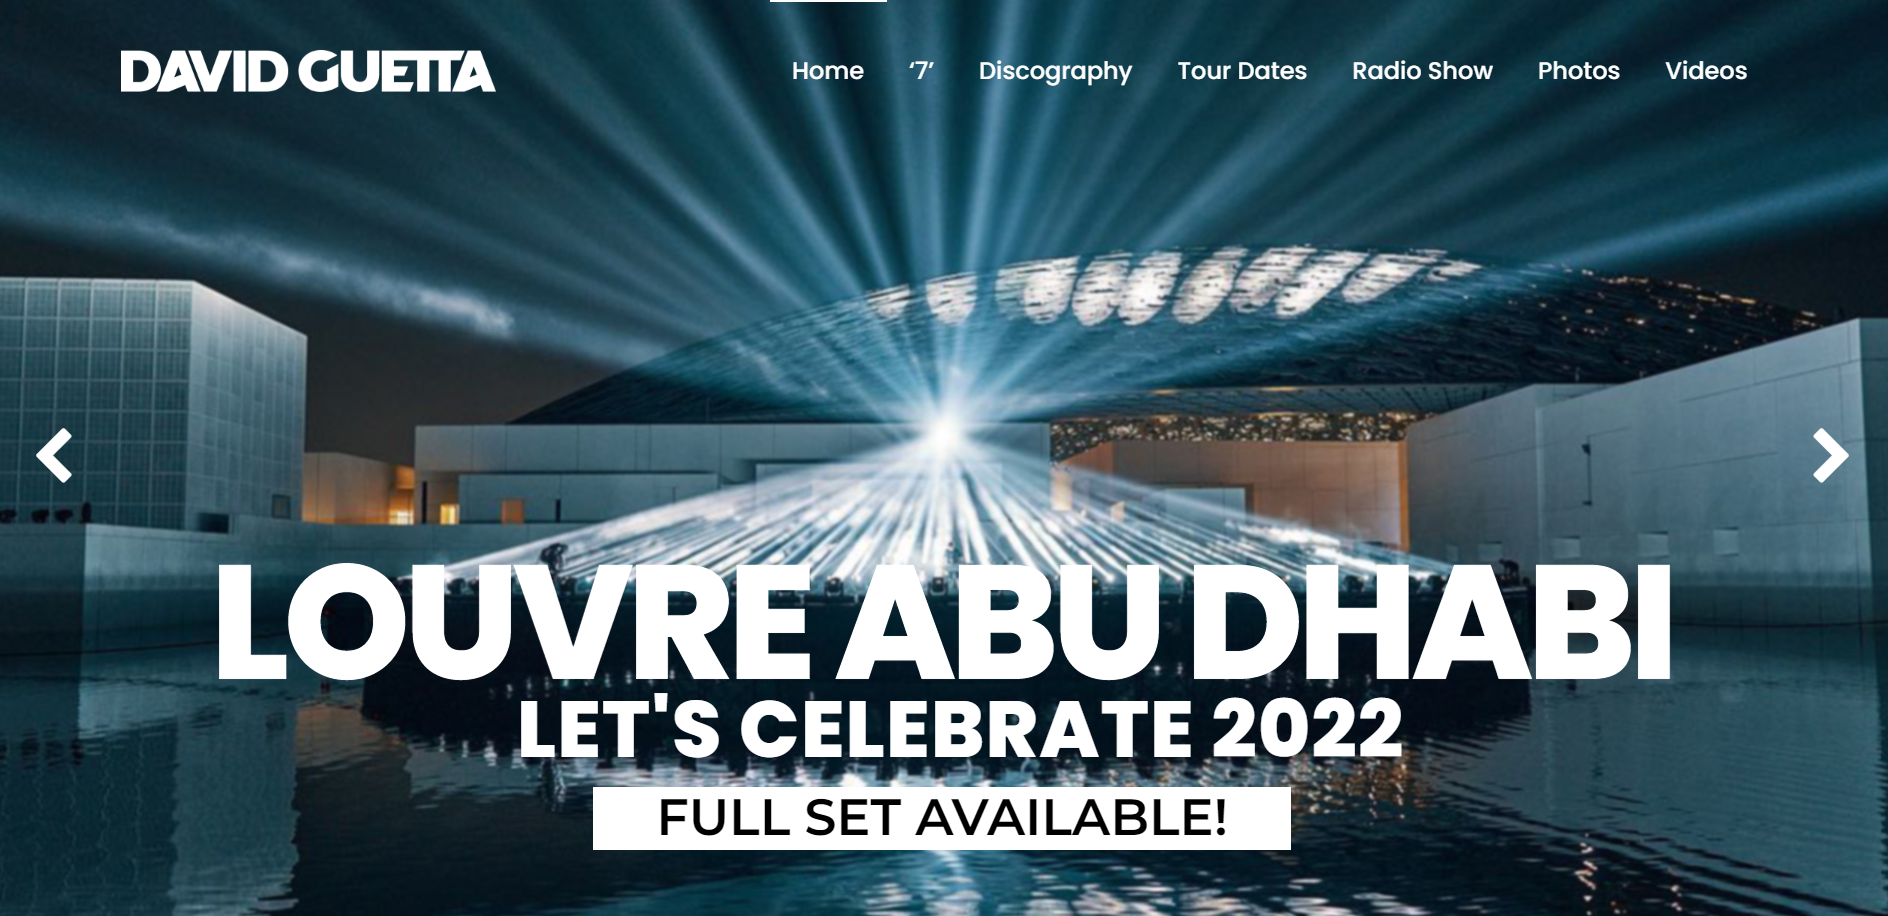 DAVID GUETTA
Home ‘7’ Discography Tour Dates Radio Show Photos Videos
LOUVRE ABU DHABI
LET'S CELEBRATE 2022
FULL SET AVAILABLE!